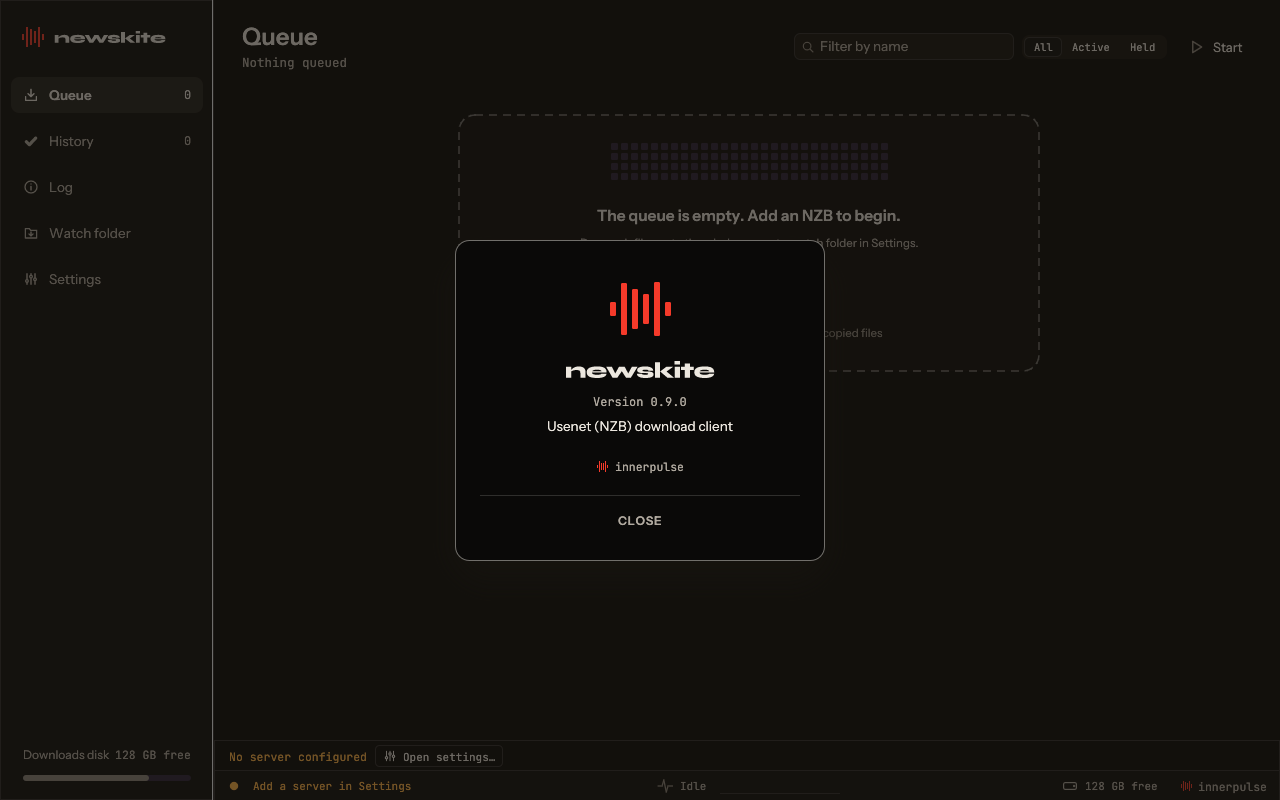 newskite
Queue 0
History 0
Log
Watch folder
Settings
Downloads disk 128 GB free
Queue
Nothing queued
Filter by name
All Active Held
Start
The queue is empty. Add an NZB to begin.
folder in Settings.
copied files
newskite
Version 0.9.0
Usenet (NZB) download client
innerpulse
CLOSE
No server configured Open settings…
Add a server in Settings
Idle
128 GB free
innerpulse